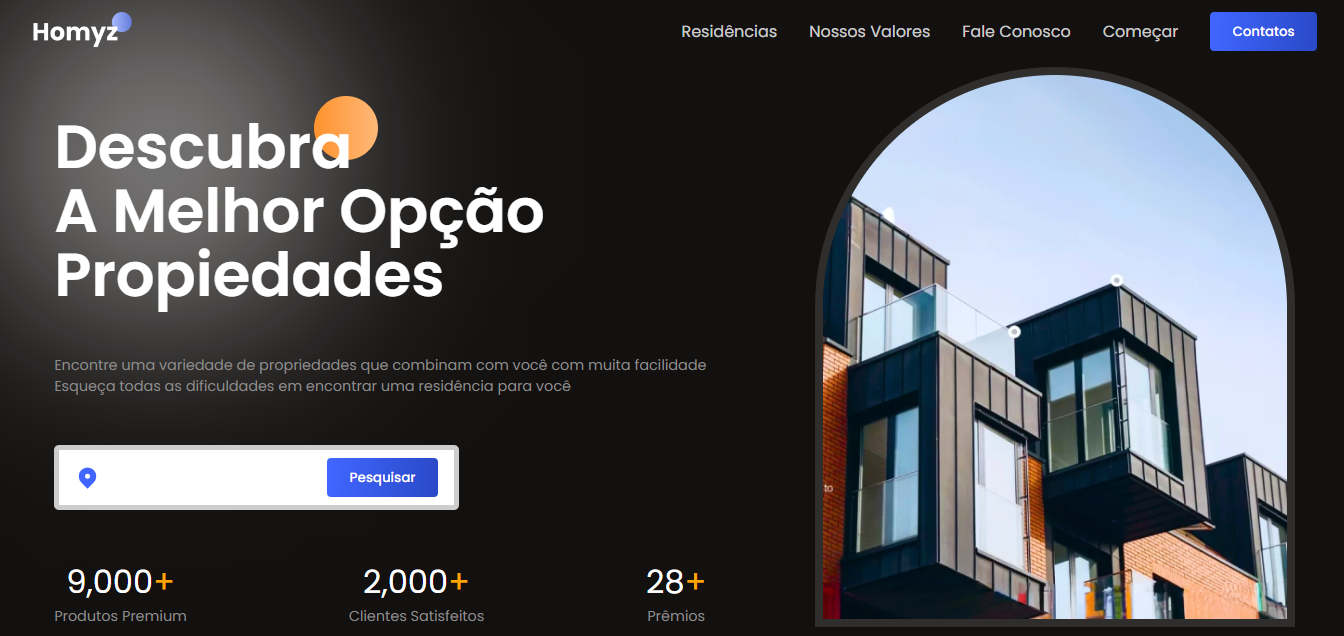 Homyz
Residências
Nossos Valores
Fale Conosco
Começar
Contatos
Descubra
A Melhor Opção
Propiedades
Encontre uma variedade de propriedades que combinam com você com muita facilidade
Esqueça todas as dificuldades em encontrar uma residência para você
Pesquisar
9,000+
2,000+
28+
Produtos Premium
Clientes Satisfeitos
Prêmios
to